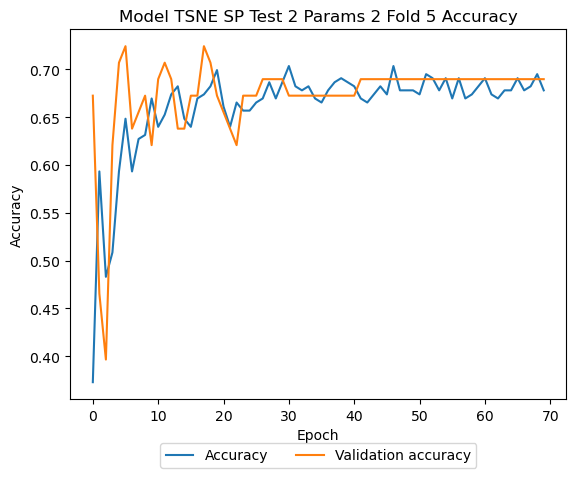 Model TSNE SP Test 2 Params 2 Fold 5 Accuracy
Accuracy
0.70
0.65
0.60
0.55
0.50
0.45
0.40
0 10 20 30 40 50 60 70
Epoch
Accuracy Validation accuracy